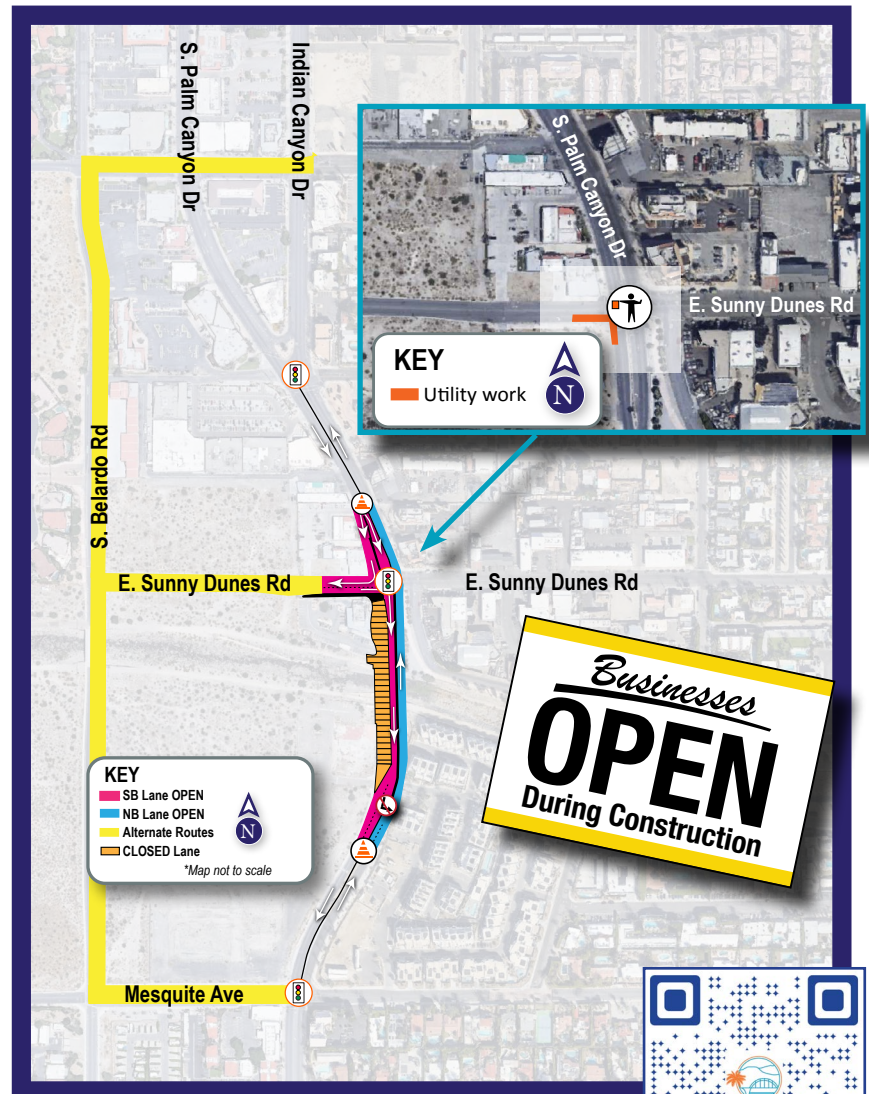 S. Palm Canyon Dr
Indian Canyon Dr
S. Palm Canyon Dr
E. Sunny Dunes Rd
KEY
Utility work
N
S. Belardo Rd
E. Sunny Dunes Rd
E. Sunny Dunes Rd
Businesses
OPEN
During Construction
KEY
SB Lane OPEN
NB Lane OPEN
Alternate Routes
CLOSED Lane
N
*Map not to scale
Mesquite Ave